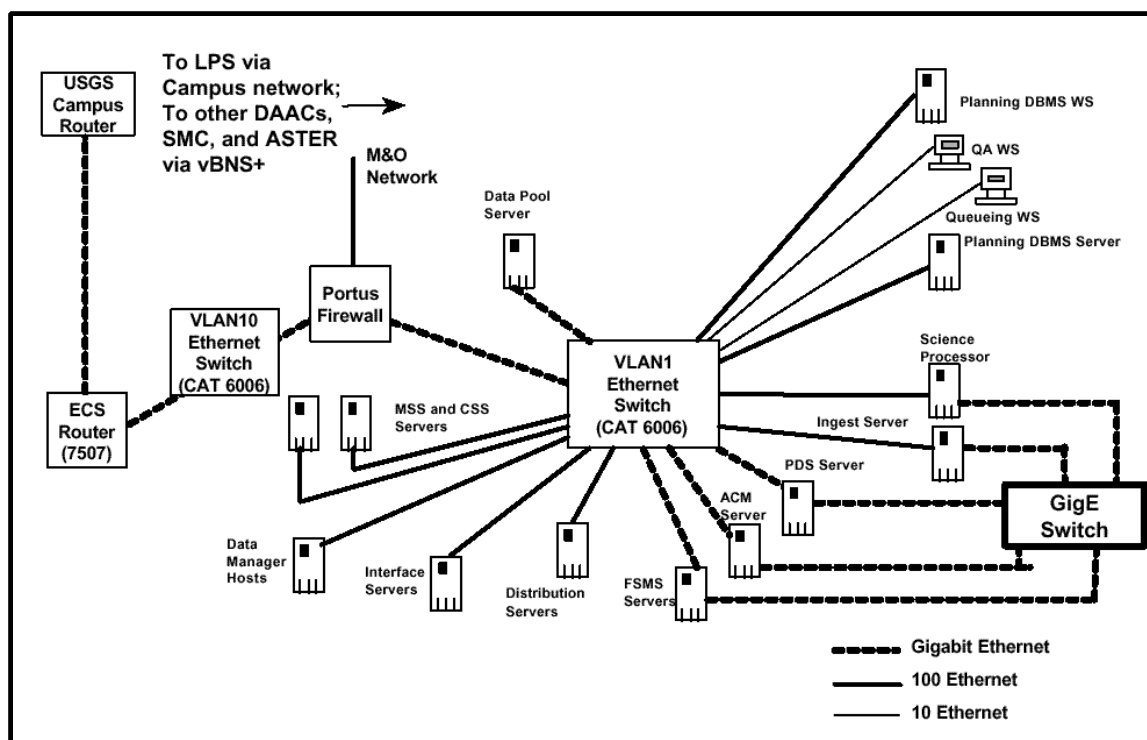 USGS
Campus
Router
To LPS via
Campus network;
To other DAACs,
SMC, and ASTER
via vBNS+
M&O
Network
Data Pool
Server
Planning DBMS WS
QA WS
Queueing WS
Planning DBMS Server
Portus
Firewall
VLAN10
Ethernet
Switch
(CAT 6006)
ECS
Router
(7507)
VLAN1
Ethernet
Switch
(CAT 6006)
Science
Processor
MSS and CSS
Servers
Ingest Server
PDS Server
GigE
Switch
ACM
Server
Data
Manager
Hosts
Interface
Servers
Distribution
Servers
FSMS
Servers
Gigabit Ethernet
100 Ethernet
10 Ethernet